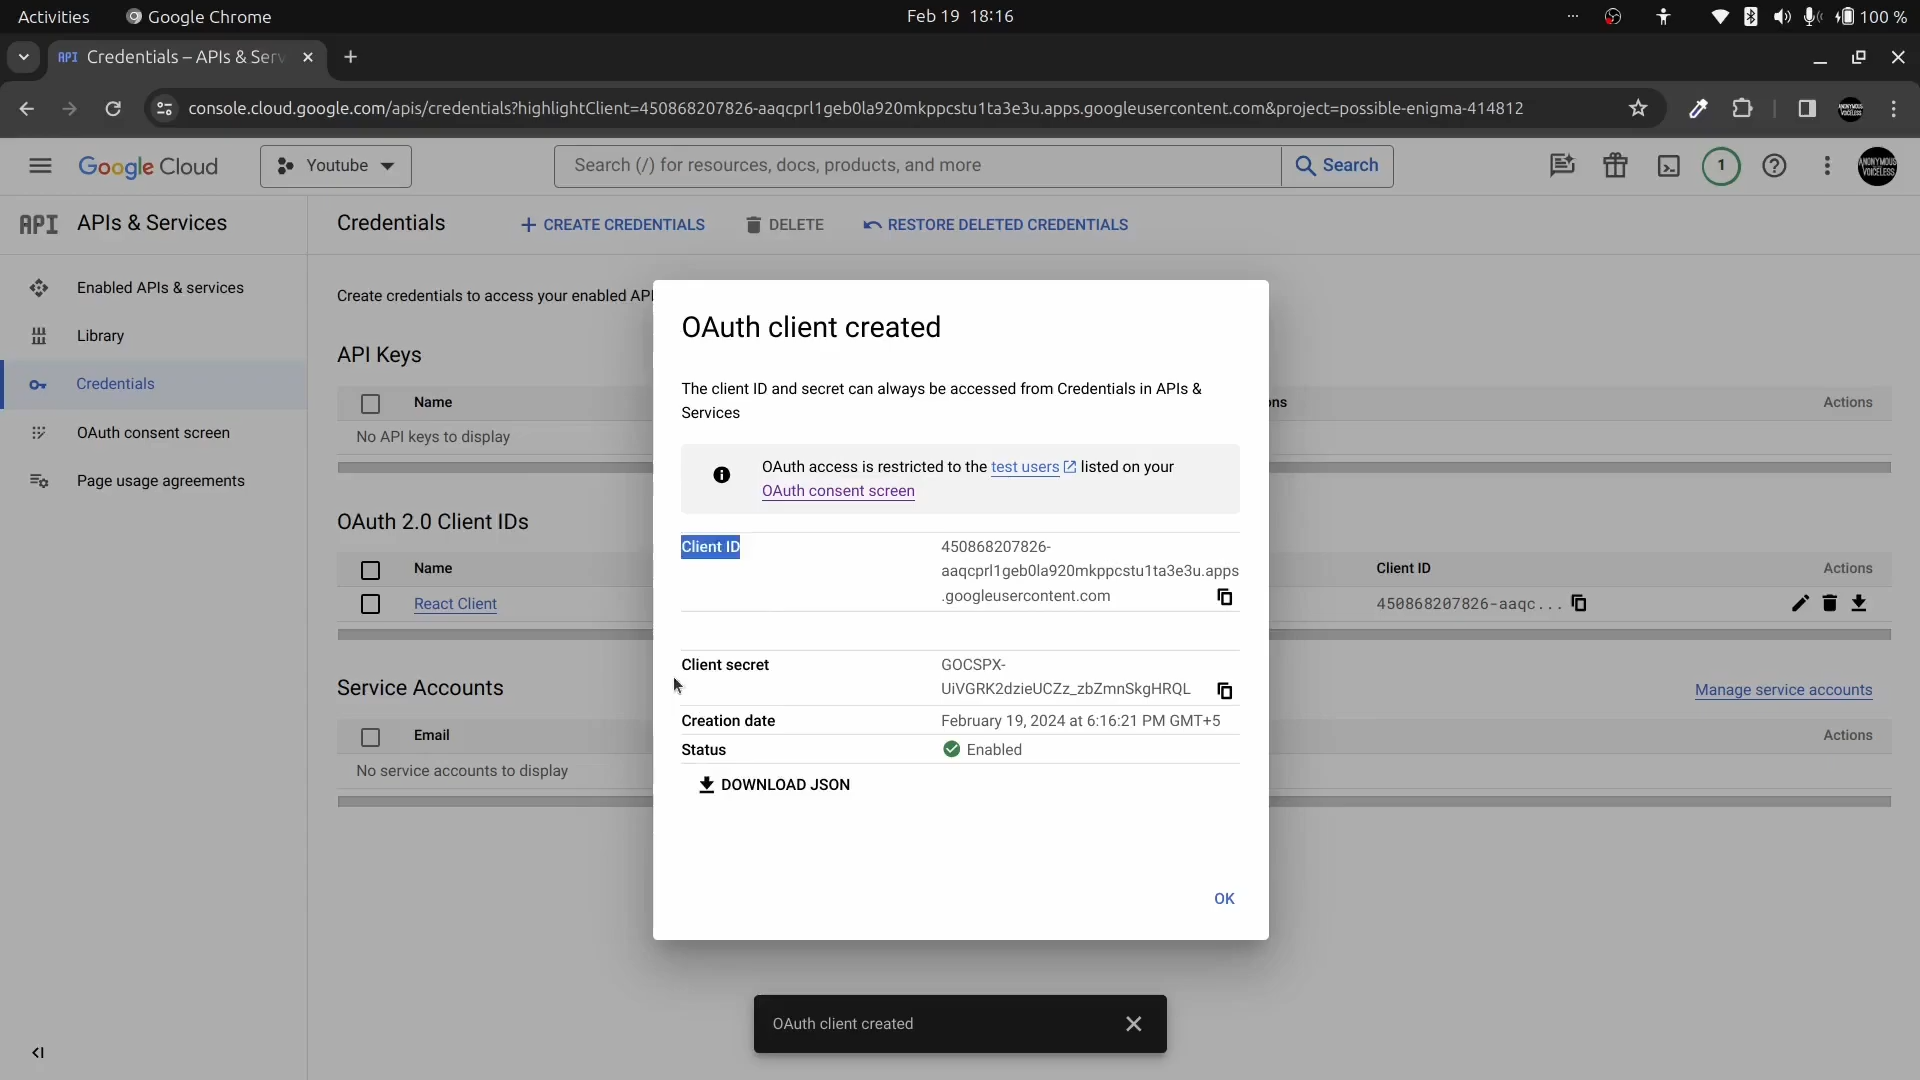 Activities
Google Chrome
Feb 19 18:16
100 %
API Credentials – APIs & Serv
console.cloud.google.com/apis/credentials?highlightClient=450868207826-aaqcprl1geb0la920mkppcstu1ta3e3u.apps.googleusercontent.com&project=possible-enigma-414812
Google Cloud
Youtube
Search (/) for resources, docs, products, and more
Search
1
ANONYMOUS
VOICELESS
API APIs & Services
Credentials
+ CREATE CREDENTIALS
DELETE
RESTORE DELETED CREDENTIALS
Enabled APIs & services
Library
Credentials
OAuth consent screen
Page usage agreements
Create credentials to access your enabled API
API Keys
Name
ons
Actions
No API keys to display
OAuth 2.0 Client IDs
Name
Client ID
Actions
React Client
450868207826-aaqc...
Service Accounts
Manage service accounts
Email
Actions
No service accounts to display
OAuth client created
The client ID and secret can always be accessed from Credentials in APIs &
Services
OAuth access is restricted to the test users listed on your
OAuth consent screen
Client ID
450868207826-
aaqcprl1geb0la920mkppcstu1ta3e3u.apps
.googleusercontent.com
Client secret
GOCSPX-
UiVGRK2dzieUCZz_zbZmnSkgHRQL
Creation date
February 19, 2024 at 6:16:21 PM GMT+5
Status
Enabled
DOWNLOAD JSON
OK
OAuth client created